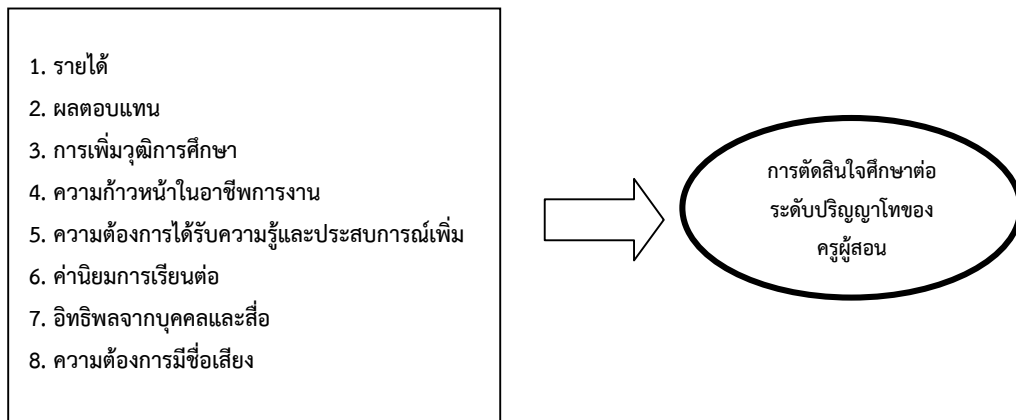 1. รายได้
2. ผลตอบแทน
3. การเพิ่มวุฒิการศึกษา
4. ความก้าวหน้าในอาชีพการงาน
5. ความต้องการได้รับความรู้และประสบการณ์เพิ่ม
6. ค่านิยมการเรียนต่อ
7. อิทธิพลจากบุคคลและสื่อ
8. ความต้องการมีชื่อเสียง
การตัดสินใจศึกษาต่อ
ระดับปริญญาโทของ
ครูผู้สอน